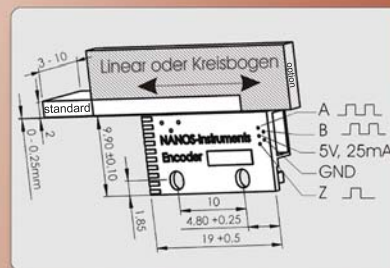 3 - 10
Linear oder Kreisbogen
option
standard
2
0 - 0.25mm
9.90 ±0.10
NANOS-Instruments
Encoder
A
B
5V, 25mA
GND
Z
10
4.80 +0.25
1.85
19 +0.5